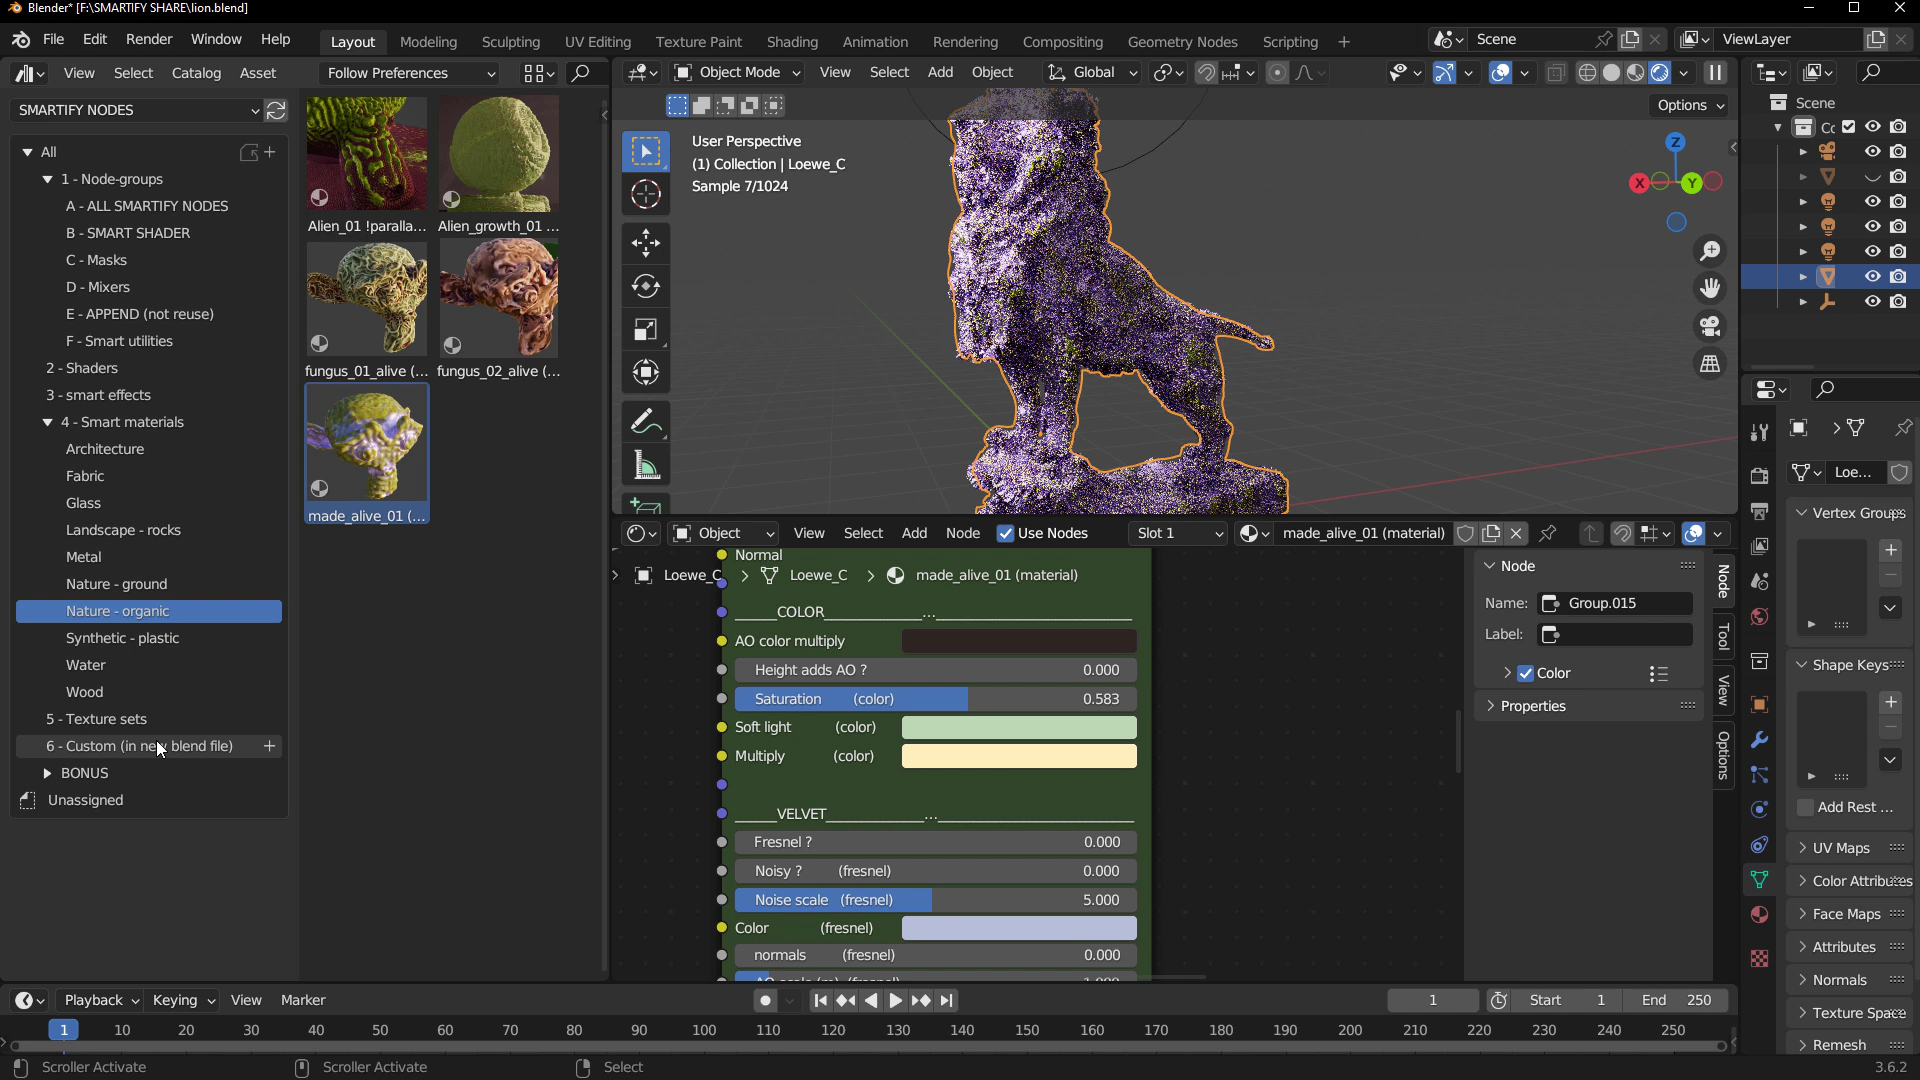 Blender* [F:\SMARTIFY SHARE\lion.blend]
File Edit Render Window Help
Layout Modeling Sculpting UV Editing Texture Paint Shading Animation Rendering Compositing Geometry Nodes Scripting +
Scene
ViewLayer
View Select Catalog Asset Follow Preferences
SMARTIFY NODES
All
1 - Node-groups
A - ALL SMARTIFY NODES
B - SMART SHADER
C - Masks
D - Mixers
E - APPEND (not reuse)
F - Smart utilities
2 - Shaders
3 - smart effects
4 - Smart materials
Architecture
Fabric
Glass
Landscape - rocks
Metal
Nature - ground
Nature - organic
Synthetic - plastic
Water
Wood
5 - Texture sets
6 - Custom (in new blend file)
BONUS
Unassigned
Alien_01 !paralla... Alien_growth_01 ...
fungus_01_alive (... fungus_02_alive (...
made_alive_01 (...
Object Mode View Select Add Object Global
Options
User Perspective
(1) Collection | Loewe_C
Sample 7/1024
X Y Z
Object View Select Add Node Use Nodes Slot 1 made_alive_01 (material)
Normal
Loewe_C > Loewe_C > made_alive_01 (material)
_____COLOR____________..._________________________
AO color multiply
Height adds AO ? 0.000
Saturation (color) 0.583
Soft light (color)
Multiply (color)
_____VELVET____________..._________________________
Fresnel ? 0.000
Noisy ? (fresnel) 0.000
Noise scale (fresnel) 5.000
Color (fresnel)
normals (fresnel) 0.000
Node
Name: Group.015
Label:
Color
Properties
Node
Tool
View
Options
Scene
Loe...
Vertex Groups
Shape Keys
Add Rest ...
UV Maps
Color Attributes
Face Maps
Attributes
Normals
Texture Space
Remesh
Playback Keying View Marker
1 Start 1 End 250
1 10 20 30 40 50 60 70 80 90 100 110 120 130 140 150 160 170 180 190 200 210 220 230 240 250
Scroller Activate Scroller Activate Select
3.6.2